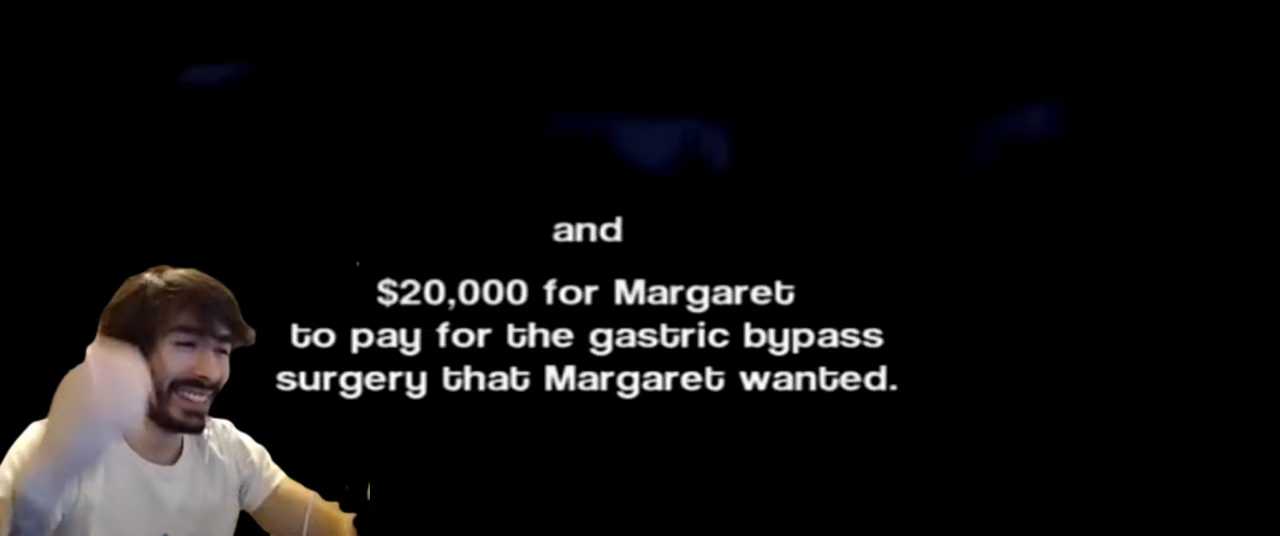 and
$20,000 for Margaret
to pay for the gastric bypass
surgery that Margaret wanted.